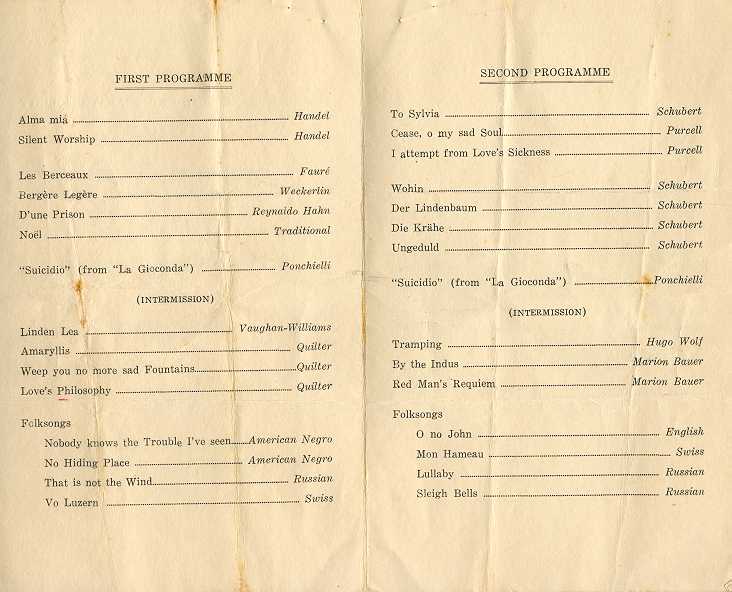 FIRST PROGRAMME
Alma mia ........ Handel
Silent Worship ........ Handel
Les Berceaux ........ Fauré
Bergère Legère ........ Weckerlin
D'une Prison ........ Reynaldo Hahn
Noël ........ Traditional
"Suicidio" (from "La Gioconda") ........ Ponchielli
(INTERMISSION)
Linden Lea ........ Vaughan-Williams
Amaryllis ........ Quilter
Weep you no more sad Fountains ........ Quilter
Love's Philosophy ........ Quilter
Folksongs
Nobody knows the Trouble I've seen ........ American Negro
No Hiding Place ........ American Negro
That is not the Wind ........ Russian
Vo Luzern ........ Swiss
SECOND PROGRAMME
To Sylvia ........ Schubert
Cease, o my sad Soul ........ Purcell
I attempt from Love's Sickness ........ Purcell
Wohin ........ Schubert
Der Lindenbaum ........ Schubert
Die Krähe ........ Schubert
Ungeduld ........ Schubert
"Suicidio" (from "La Gioconda") ........ Ponchielli
(INTERMISSION)
Tramping ........ Hugo Wolf
By the Indus ........ Marion Bauer
Red Man's Requiem ........ Marion Bauer
Folksongs
O no John ........ English
Mon Hameau ........ Swiss
Lullaby ........ Russian
Sleigh Bells ........ Russian